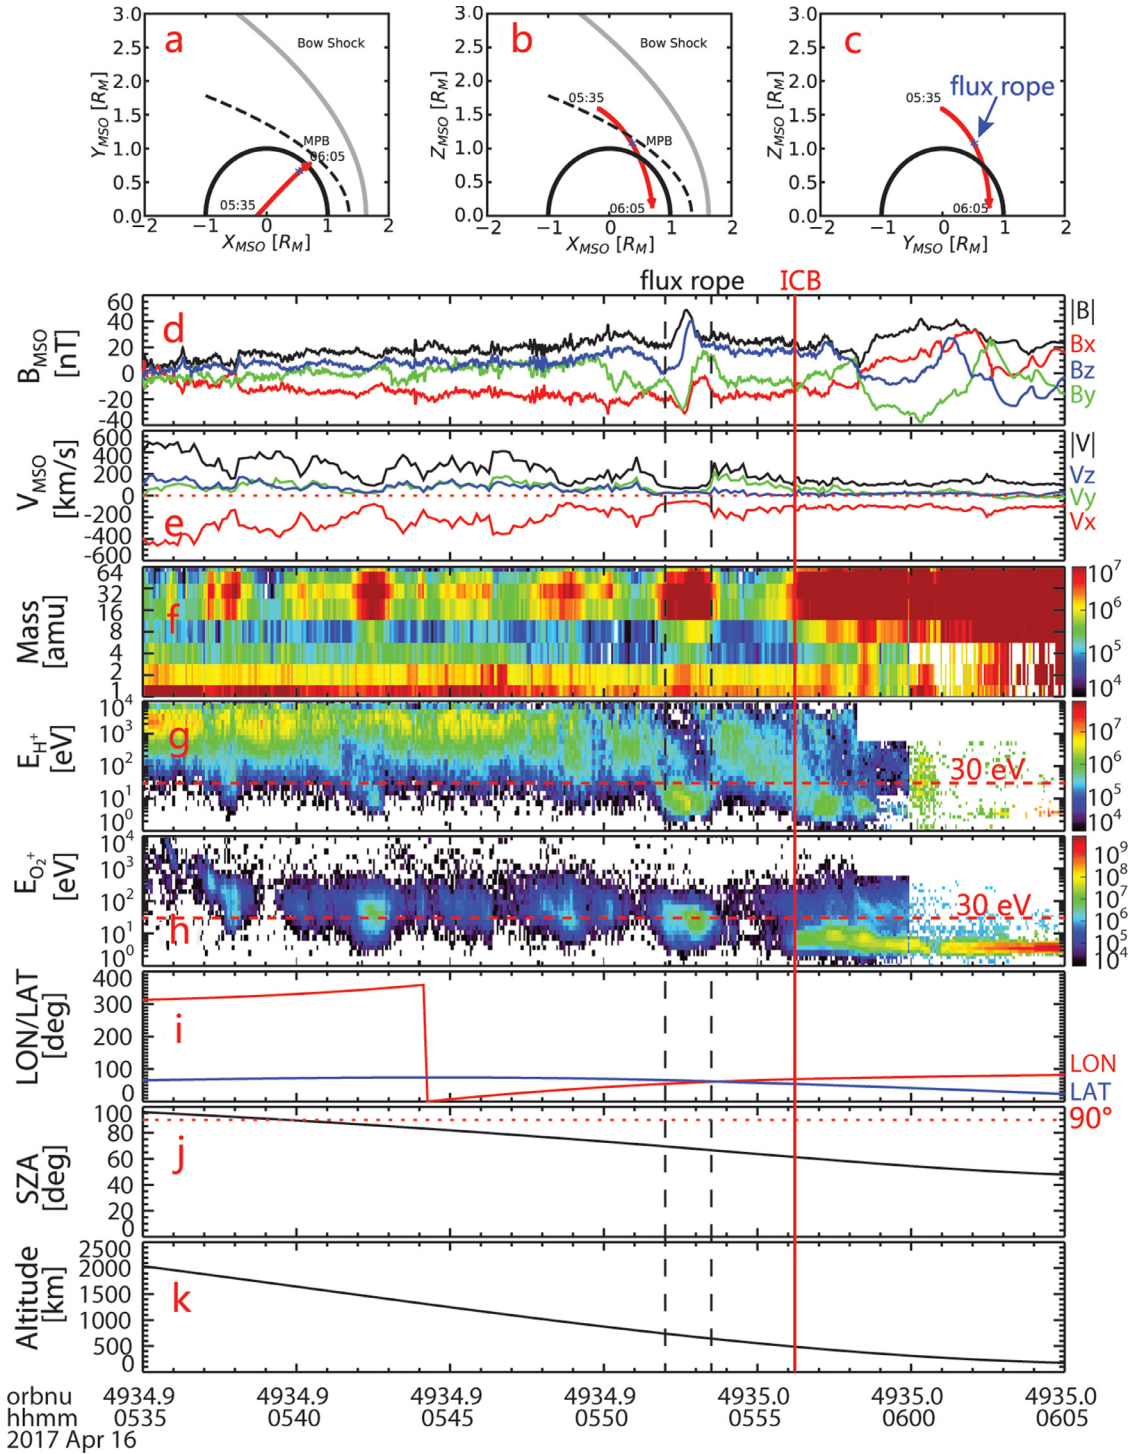 a
b
c
3.0
2.5
2.0
1.5
1.0
0.5
0.0
Y_MSO [R_M]
Bow Shock
MPB
06:05
05:35
−2 −1 0 1 2
X_MSO [R_M]
3.0
2.5
2.0
1.5
1.0
0.5
0.0
Z_MSO [R_M]
Bow Shock
05:35
MPB
06:05
−2 −1 0 1 2
X_MSO [R_M]
3.0
2.5
2.0
1.5
1.0
0.5
0.0
Z_MSO [R_M]
flux rope
05:35
06:05
−2 −1 0 1 2
Y_MSO [R_M]
flux rope ICB
d
B_MSO
[nT]
60
40
20
0
-20
-40
|B|
Bx
Bz
By
e
V_MSO
[km/s]
600
400
200
0
-200
-400
-600
|V|
Vz
Vy
Vx
f
Mass
[amu]
64
32
16
8
4
2
1
10^7
10^6
10^5
10^4
g
E_H+
[eV]
10^4
10^3
10^2
10^1
10^0
30 eV
10^7
10^6
10^5
10^4
h
E_O2+
[eV]
10^4
10^3
10^2
10^1
10^0
30 eV
10^9
10^8
10^7
10^6
10^5
10^4
i
LON/LAT
[deg]
400
300
200
100
0
LON
LAT
j
SZA
[deg]
100
80
60
40
20
0
90°
k
Altitude
[km]
2500
2000
1500
1000
500
0
orbnu 4934.9 4934.9 4934.9 4934.9 4935.0 4935.0 4935.0
hhmm 0535 0540 0545 0550 0555 0600 0605
2017 Apr 16